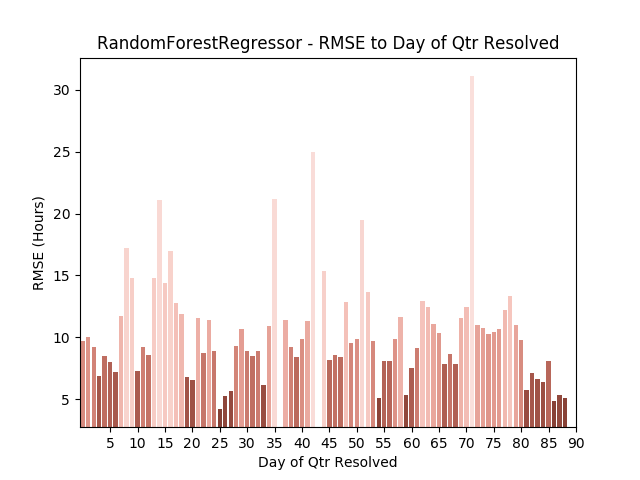 RandomForestRegressor - RMSE to Day of Qtr Resolved
30
25
20
15
10
5
RMSE (Hours)
5 10 15 20 25 30 35 40 45 50 55 60 65 70 75 80 85 90
Day of Qtr Resolved